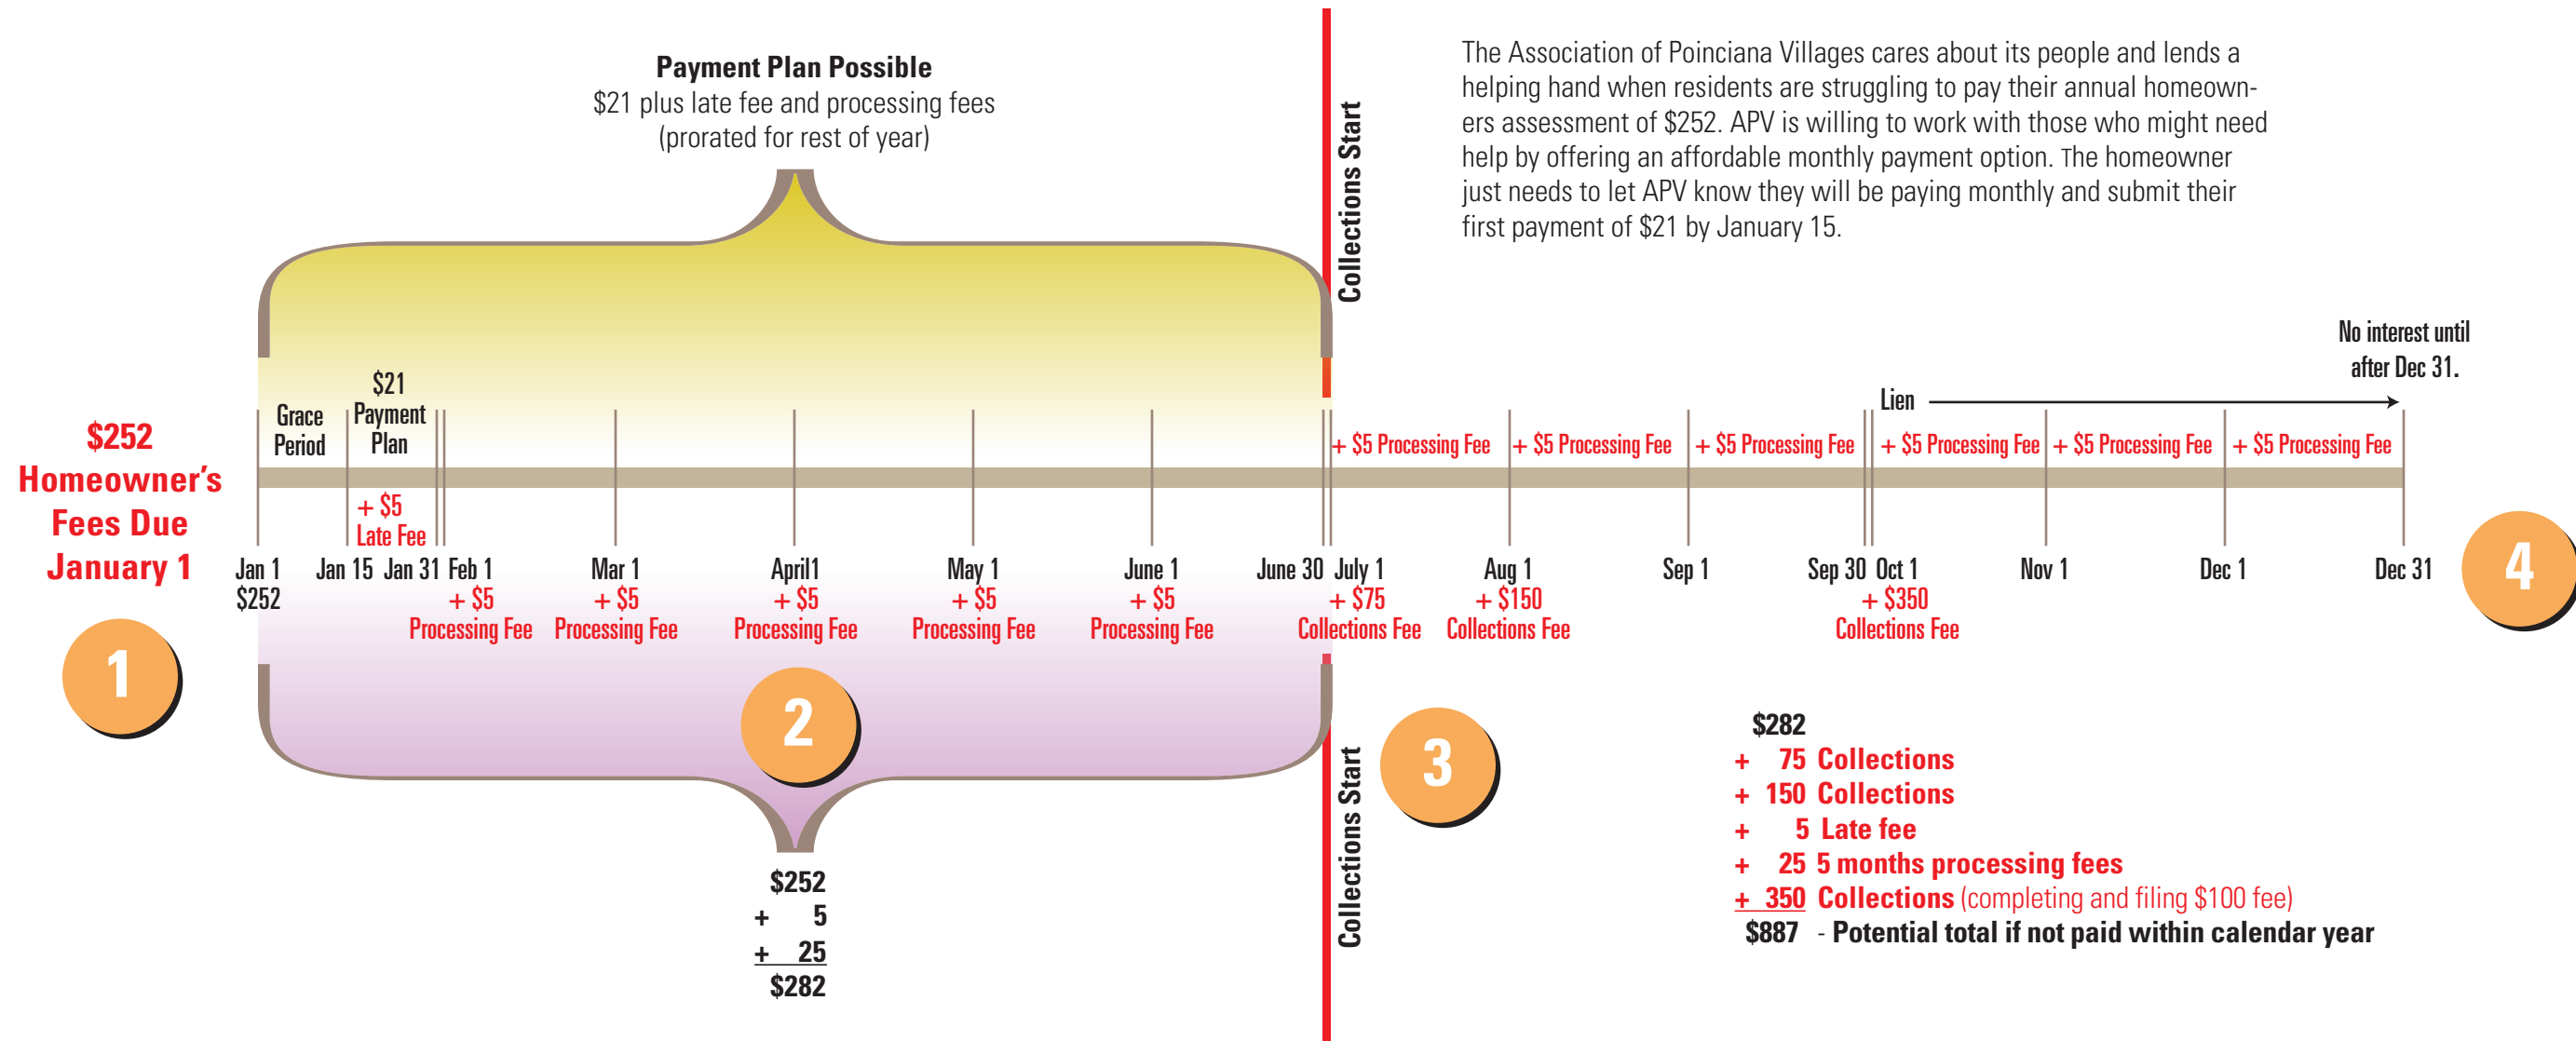 Payment Plan Possible
$21 plus late fee and processing fees
(prorated for rest of year)
Collections Start
The Association of Poinciana Villages cares about its people and lends a
helping hand when residents are struggling to pay their annual homeown-
ers assessment of $252. APV is willing to work with those who might need
help by offering an affordable monthly payment option. The homeowner
just needs to let APV know they will be paying monthly and submit their
first payment of $21 by January 15.
No interest until
after Dec 31.
Lien
$252
Homeowner's
Fees Due
January 1
Grace
Period
$21
Payment
Plan
+ $5
Late Fee
+ $5 Processing Fee
+ $5 Processing Fee
+ $5 Processing Fee
+ $5 Processing Fee
+ $5 Processing Fee
+ $5 Processing Fee
Jan 1
$252
Jan 15
Jan 31
Feb 1
+ $5
Processing Fee
Mar 1
+ $5
Processing Fee
April1
+ $5
Processing Fee
May 1
+ $5
Processing Fee
June 1
+ $5
Processing Fee
June 30
July 1
+ $75
Collections Fee
Aug 1
+ $150
Collections Fee
Sep 1
Sep 30
Oct 1
+ $350
Collections Fee
Nov 1
Dec 1
Dec 31
1
2
3
4
$252
+ 5
+ 25
$282
Collections Start
$282
+ 75 Collections
+ 150 Collections
+ 5 Late fee
+ 25 5 months processing fees
+ 350 Collections (completing and filing $100 fee)
$887 - Potential total if not paid within calendar year